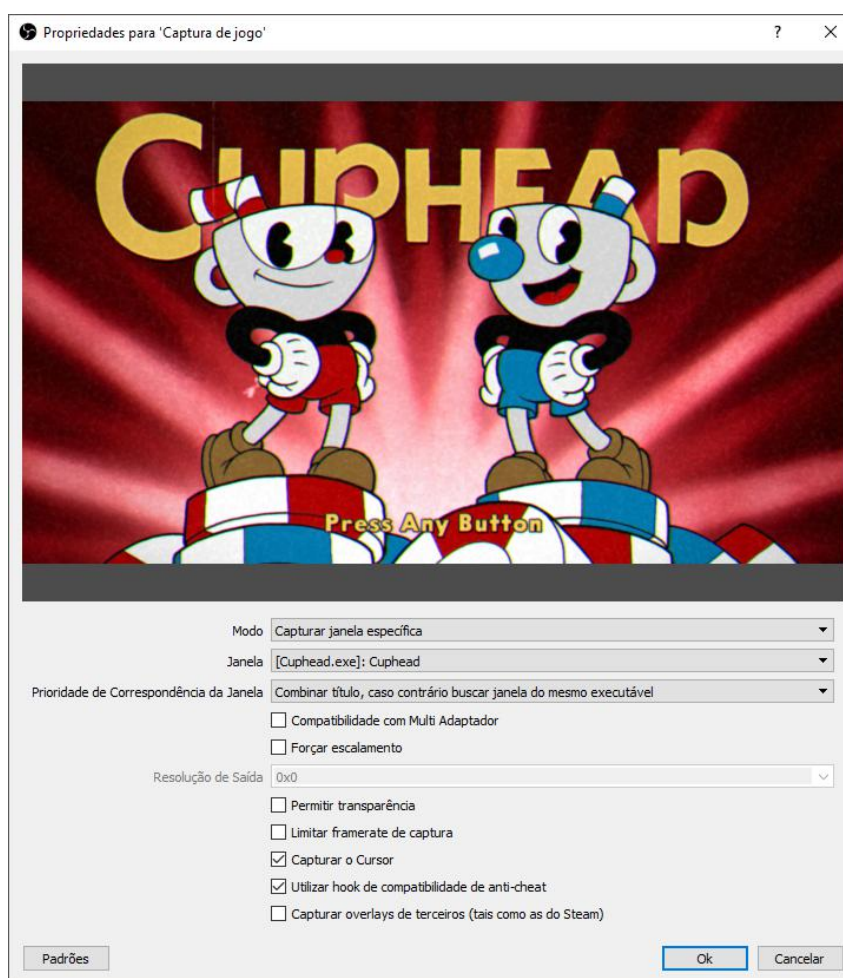 Propriedades para 'Captura de jogo'
?
CUPHEAD
Press Any Button
Modo Capturar janela específica
Janela [Cuphead.exe]: Cuphead
Prioridade de Correspondência da Janela Combinar título, caso contrário buscar janela do mesmo executável
Compatibilidade com Multi Adaptador
Forçar escalamento
Resolução de Saída 0x0
Permitir transparência
Limitar framerate de captura
Capturar o Cursor
Utilizar hook de compatibilidade de anti-cheat
Capturar overlays de terceiros (tais como as do Steam)
Padrões Ok Cancelar